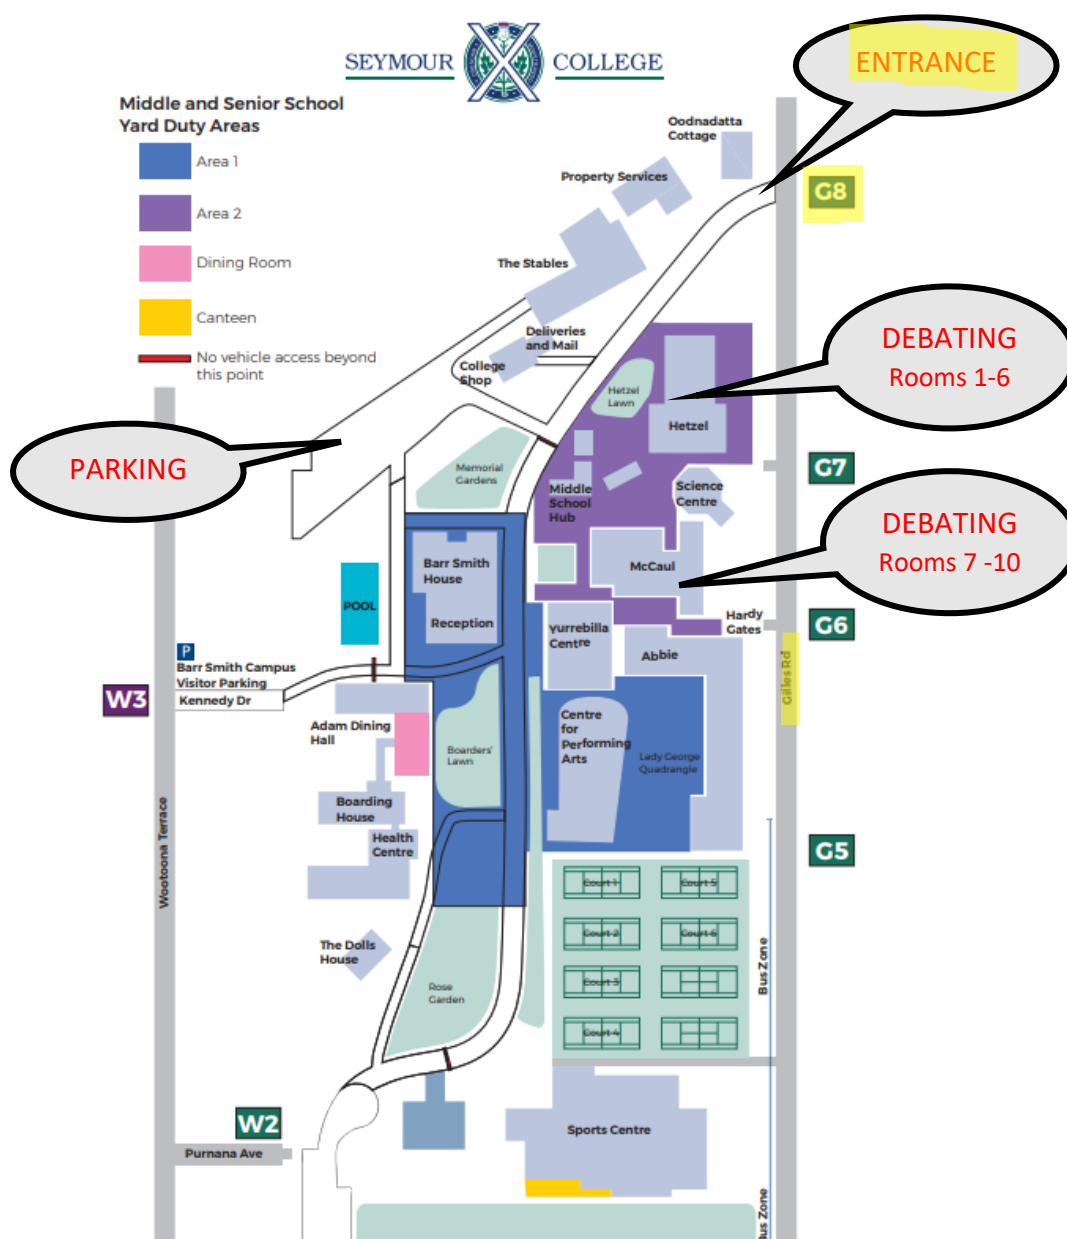 SEYMOUR COLLEGE
ENTRANCE
Middle and Senior School
Yard Duty Areas
Area 1
Area 2
Dining Room
Canteen
No vehicle access beyond
this point
Oodnadatta
Cottage
Property Services
G8
The Stables
Deliveries
and Mail
College
Shop
DEBATING
Rooms 1-6
Hetzel
Lawn
Hetzel
PARKING
Memorial
Gardens
G7
Science
Centre
Middle
School
Hub
DEBATING
Rooms 7 -10
Barr Smith
House
McCaul
POOL
Reception
Hardy
Gates
G6
Yurrebilla
Centre
Abbie
P
Barr Smith Campus
Visitor Parking
Kennedy Dr
W3
Gilles Rd
Adam Dining
Hall
Centre
for
Performing
Arts
Boarders'
Lawn
Lady George
Quadrangle
Boarding
House
Health
Centre
Wootoona Terrace
G5
Court 1
Court 5
Court 2
Court 6
The Dolls
House
Court 3
Rose
Garden
Bus Zone
Court 4
W2
Sports Centre
Purnana Ave
Bus Zone